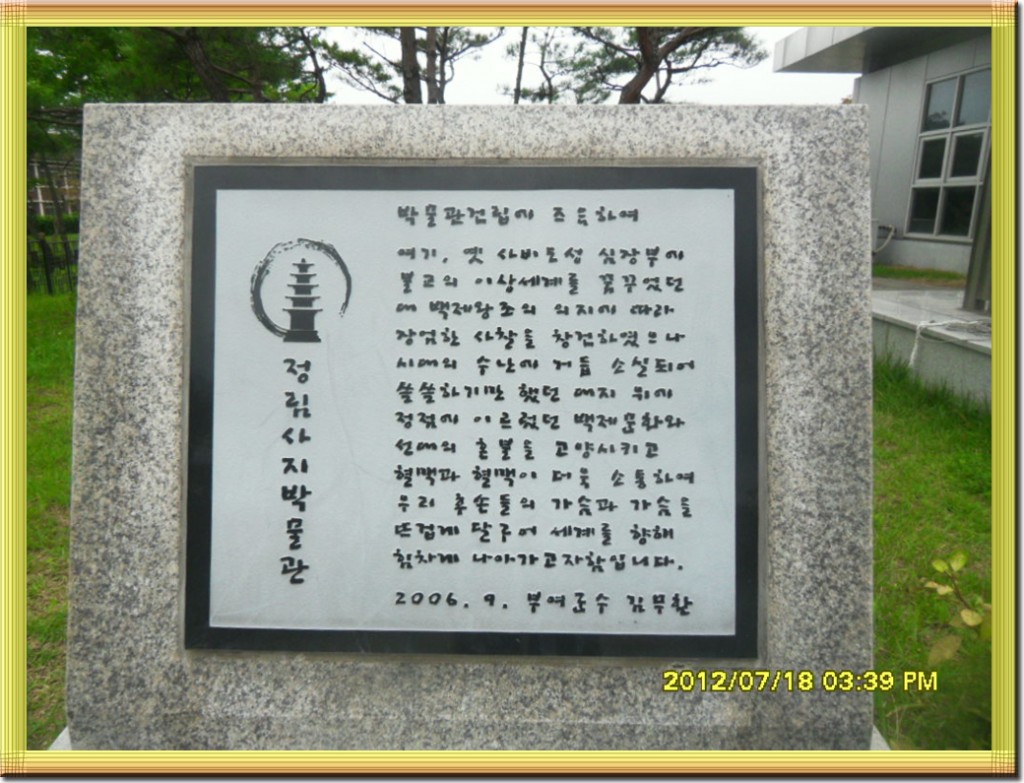 정림사지박물관
박물관건립에 즈음하여
여기, 옛 사비도성 심장부에
불교의 이상세계를 꿈꾸었던
대 백제왕조의 의지에 따라
장엄한 사찰을 창건하였으나
시대의 수난에 거듭 소실되어
쓸쓸하기만 했던 대지 위에
정점에 이르렀던 백제문화와
선대의 혼불을 고양시키고
혈맥과 혈맥이 더욱 소통하여
우리 후손들의 가슴과 가슴을
뜨겁게 달구어 세계를 향해
힘차게 나아가고자함입니다.
2006. 9. 부여군수 김무환
2012/07/18 03:39 PM